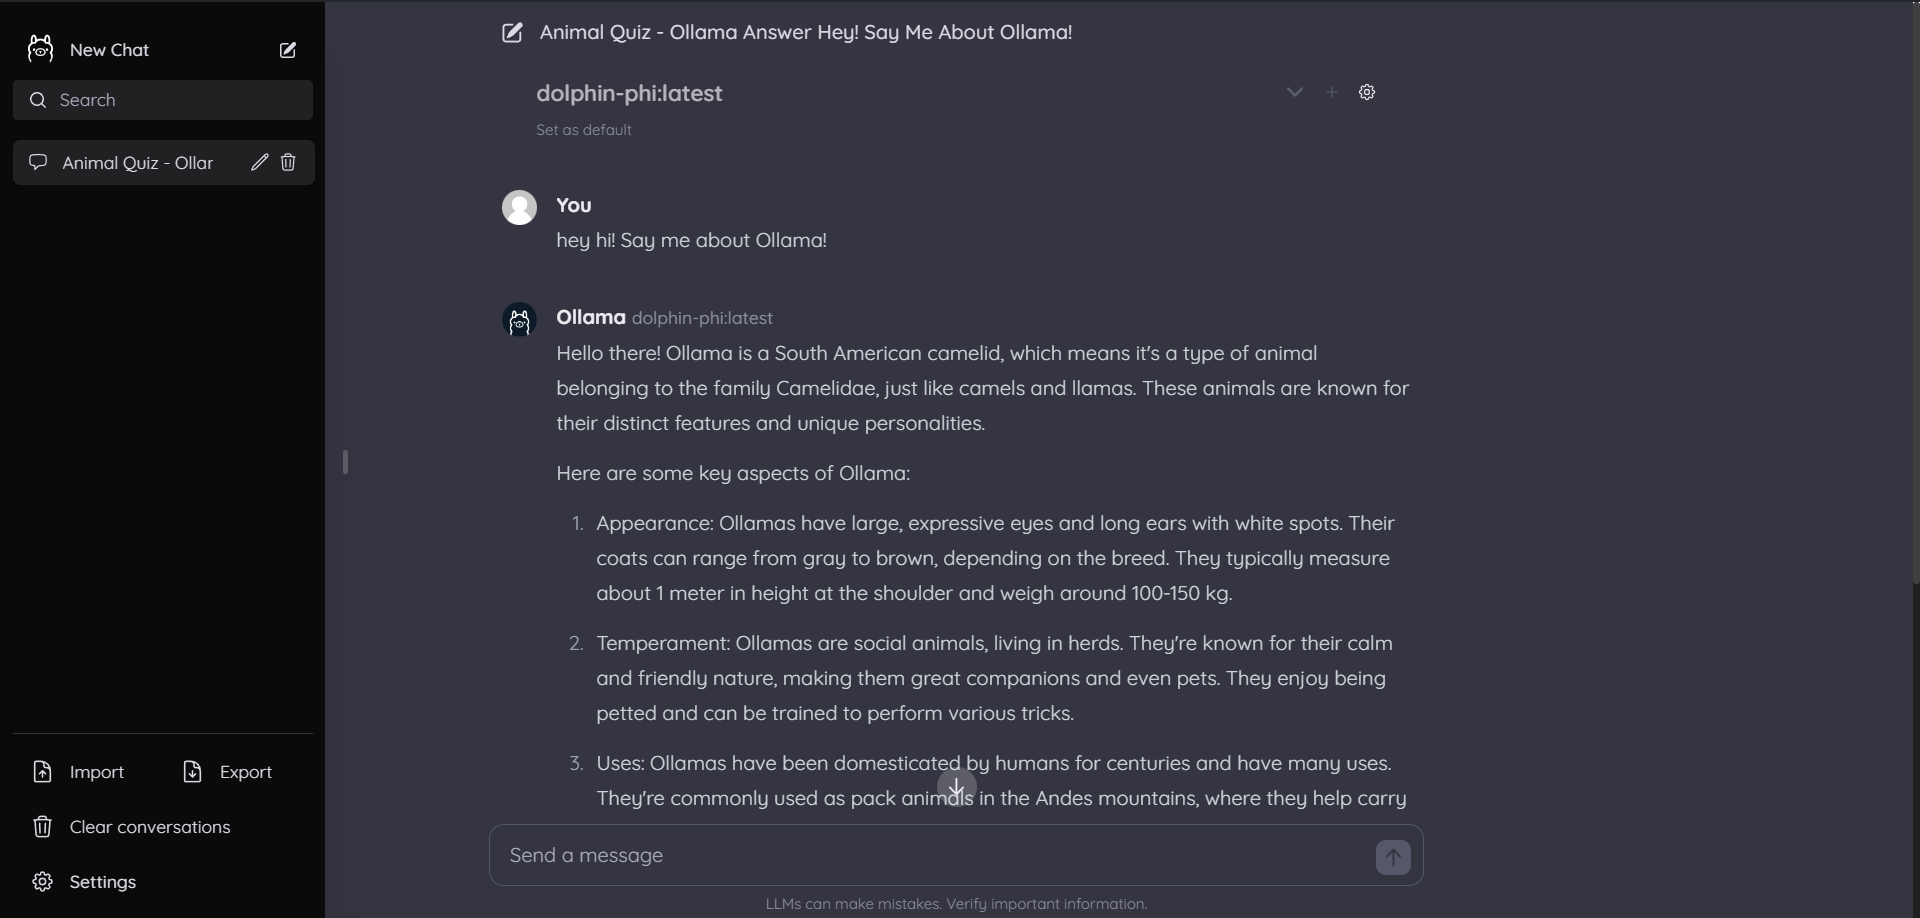 New Chat
Search
Animal Quiz - Ollar
Import
Export
Clear conversations
Settings
Animal Quiz - Ollama Answer Hey! Say Me About Ollama!
dolphin-phi:latest
Set as default
You
hey hi! Say me about Ollama!
Ollama dolphin-phi:latest
Hello there! Ollama is a South American camelid, which means it's a type of animal
belonging to the family Camelidae, just like camels and llamas. These animals are known for
their distinct features and unique personalities.
Here are some key aspects of Ollama:
1. Appearance: Ollamas have large, expressive eyes and long ears with white spots. Their
coats can range from gray to brown, depending on the breed. They typically measure
about 1 meter in height at the shoulder and weigh around 100-150 kg.
2. Temperament: Ollamas are social animals, living in herds. They're known for their calm
and friendly nature, making them great companions and even pets. They enjoy being
petted and can be trained to perform various tricks.
3. Uses: Ollamas have been domesticated by humans for centuries and have many uses.
They're commonly used as pack animals in the Andes mountains, where they help carry
Send a message
LLMs can make mistakes. Verify important information.